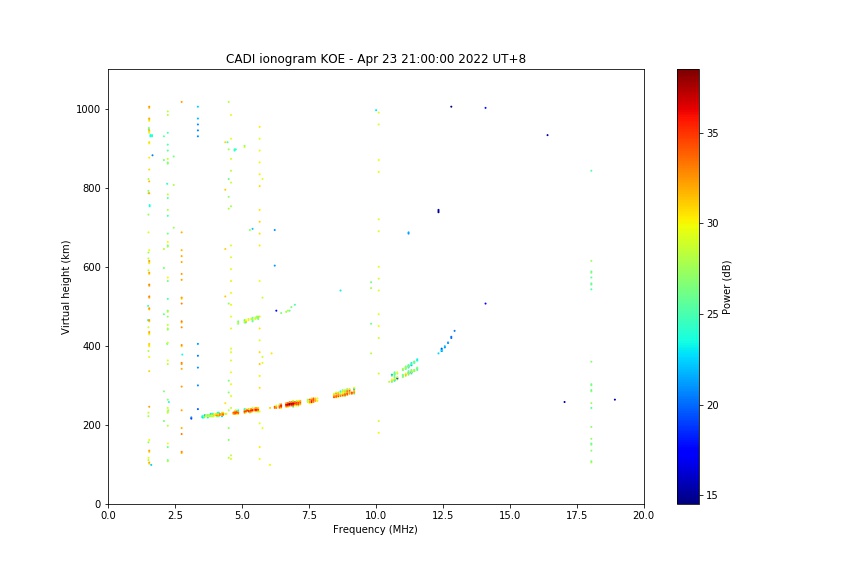 CADI ionogram KOE - Apr 23 21:00:00 2022 UT+8
1000
800
600
400
200
0
Virtual height (km)
0.0 2.5 5.0 7.5 10.0 12.5 15.0 17.5 20.0
Frequency (MHz)
35
30
25
20
15
Power (dB)